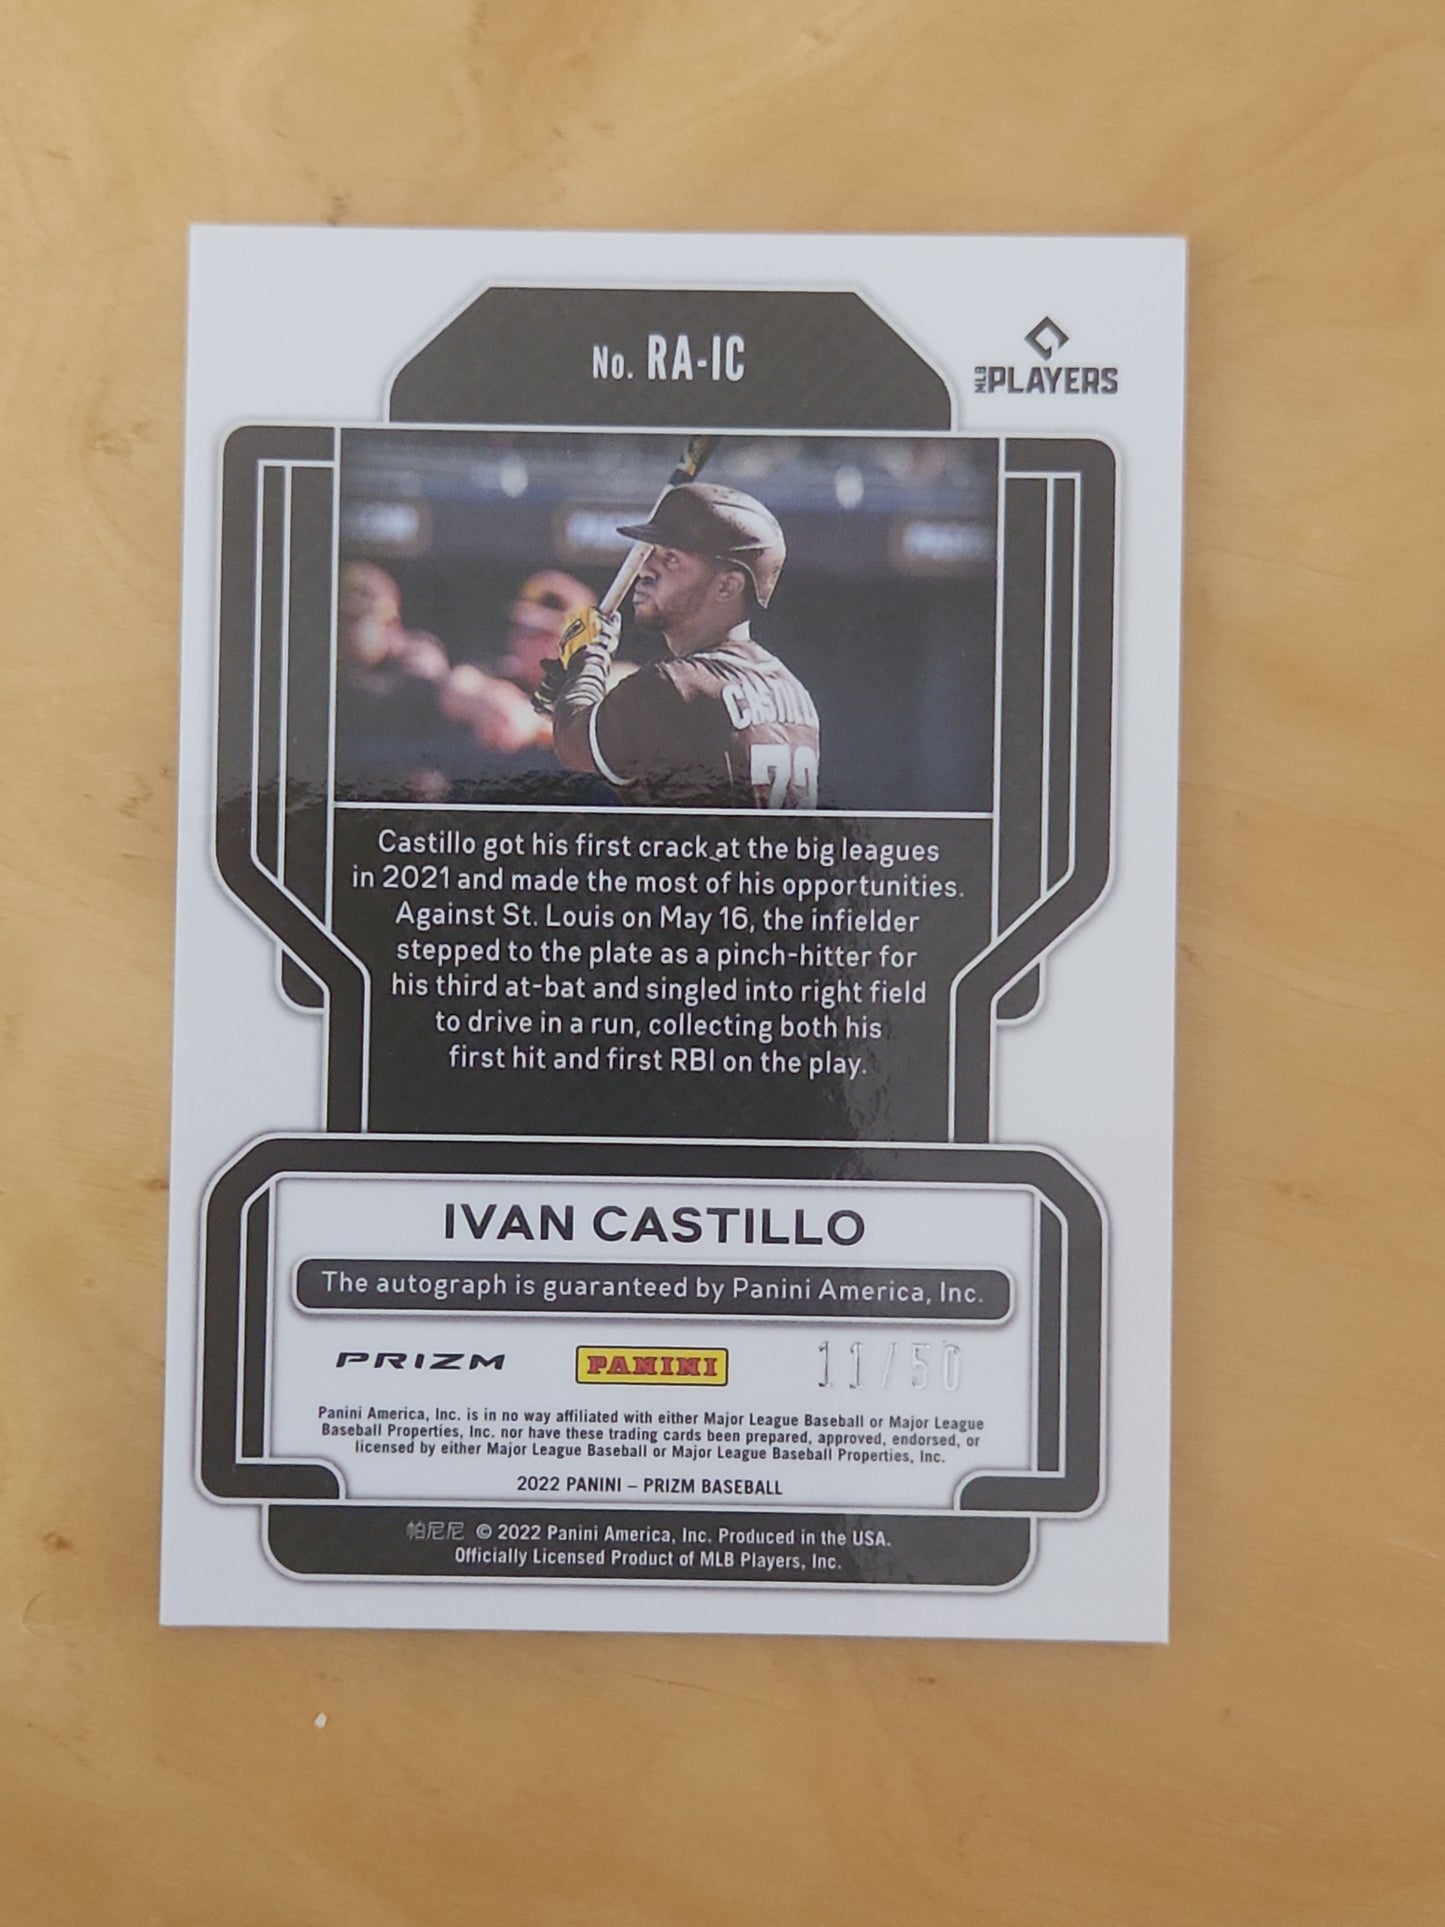 No. RA-IC
MLB PLAYERS
CASTILLO
73
Castillo got his first crack at the big leagues
in 2021 and made the most of his opportunities.
Against St. Louis on May 16, the infielder
stepped to the plate as a pinch-hitter for
his third at-bat and singled into right field
to drive in a run, collecting both his
first hit and first RBI on the play.
IVAN CASTILLO
The autograph is guaranteed by Panini America, Inc.
PRIZM PANINI 11/50
Panini America, Inc. is in no way affiliated with either Major League Baseball or Major League
Baseball Properties, Inc. nor have these trading cards been prepared, approved, endorsed, or
licensed by either Major League Baseball or Major League Baseball Properties, Inc.
2022 PANINI – PRIZM BASEBALL
帕尼尼 © 2022 Panini America, Inc. Produced in the USA.
Officially Licensed Product of MLB Players, Inc.